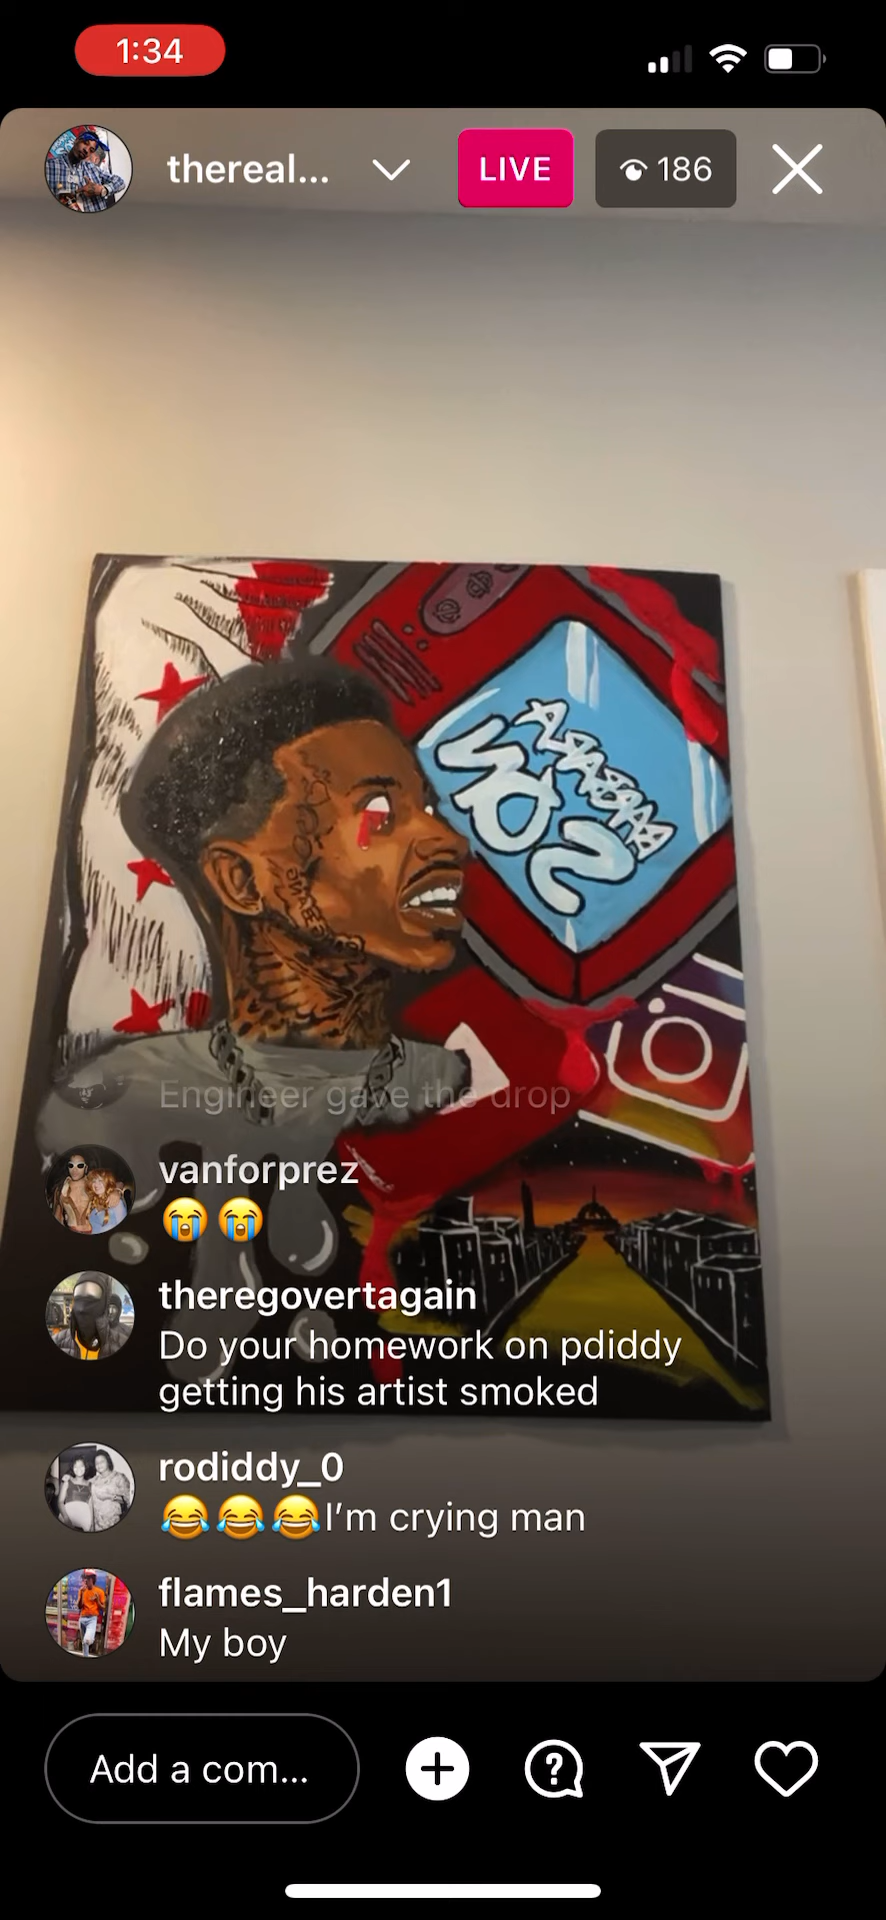 1:34
thereal...
LIVE
186
Engineer gave the drop
vanforprez
😭😭
theregovertagain
Do your homework on pdiddy
getting his artist smoked
rodiddy_0
😂😂😂I'm crying man
flames_harden1
My boy
Add a com...